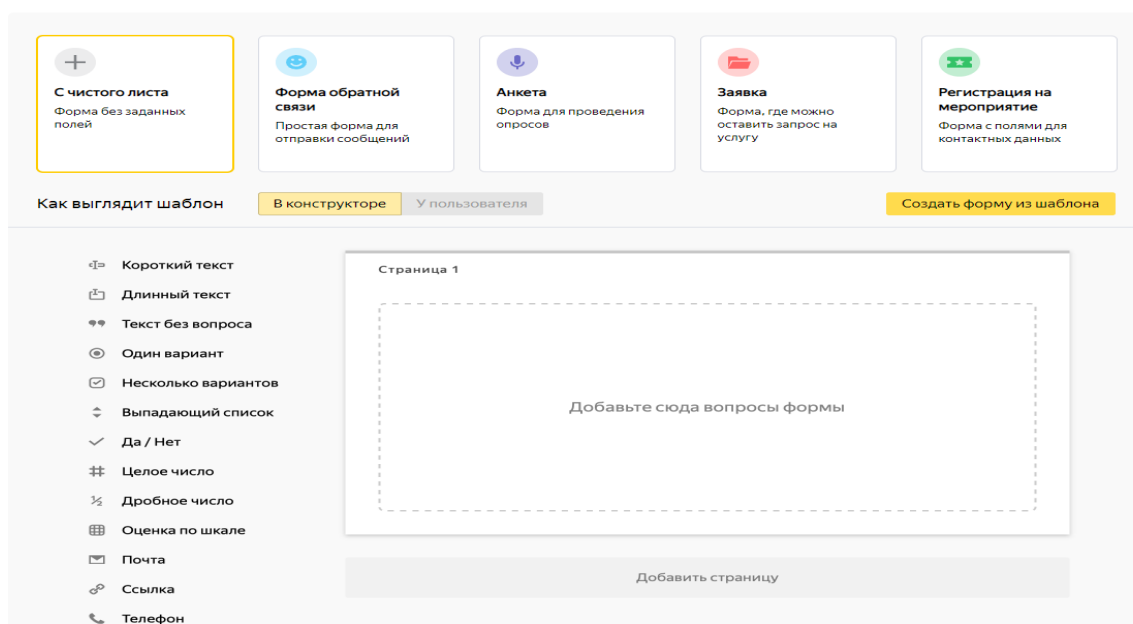 С чистого листа
Форма без заданных
полей
Форма обратной
связи
Простая форма для
отправки сообщений
Анкета
Форма для проведения
опросов
Заявка
Форма, где можно
оставить запрос на
услугу
Регистрация на
мероприятие
Форма с полями для
контактных данных
Как выглядит шаблон
В конструкторе
У пользователя
Создать форму из шаблона
Короткий текст
Длинный текст
Текст без вопроса
Один вариант
Несколько вариантов
Выпадающий список
Да / Нет
Целое число
Дробное число
Оценка по шкале
Почта
Ссылка
Телефон
Страница 1
Добавьте сюда вопросы формы
Добавить страницу